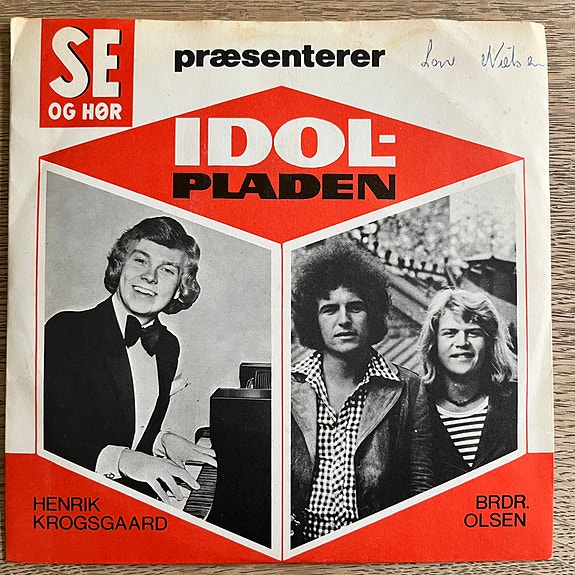 SE
OG HØR
præsenterer
IDOL-
PLADEN
HENRIK
KROGSGAARD
BRDR.
OLSEN